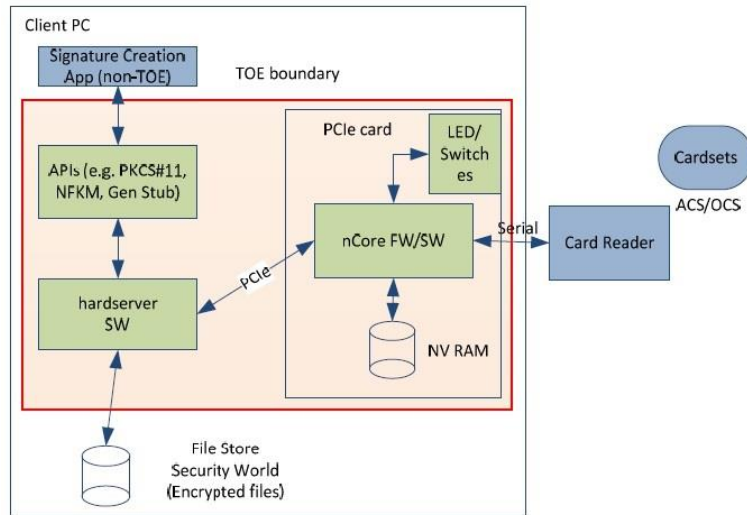 Client PC
Signature Creation
App (non-TOE)
TOE boundary
PCIe card
LED/
Switch
es
APIs (e.g. PKCS#11,
NFKM, Gen Stub)
Cardsets
ACS/OCS
nCore FW/SW
Serial
Card Reader
PCIe
hardserver
SW
NV RAM
File Store
Security World
(Encrypted files)